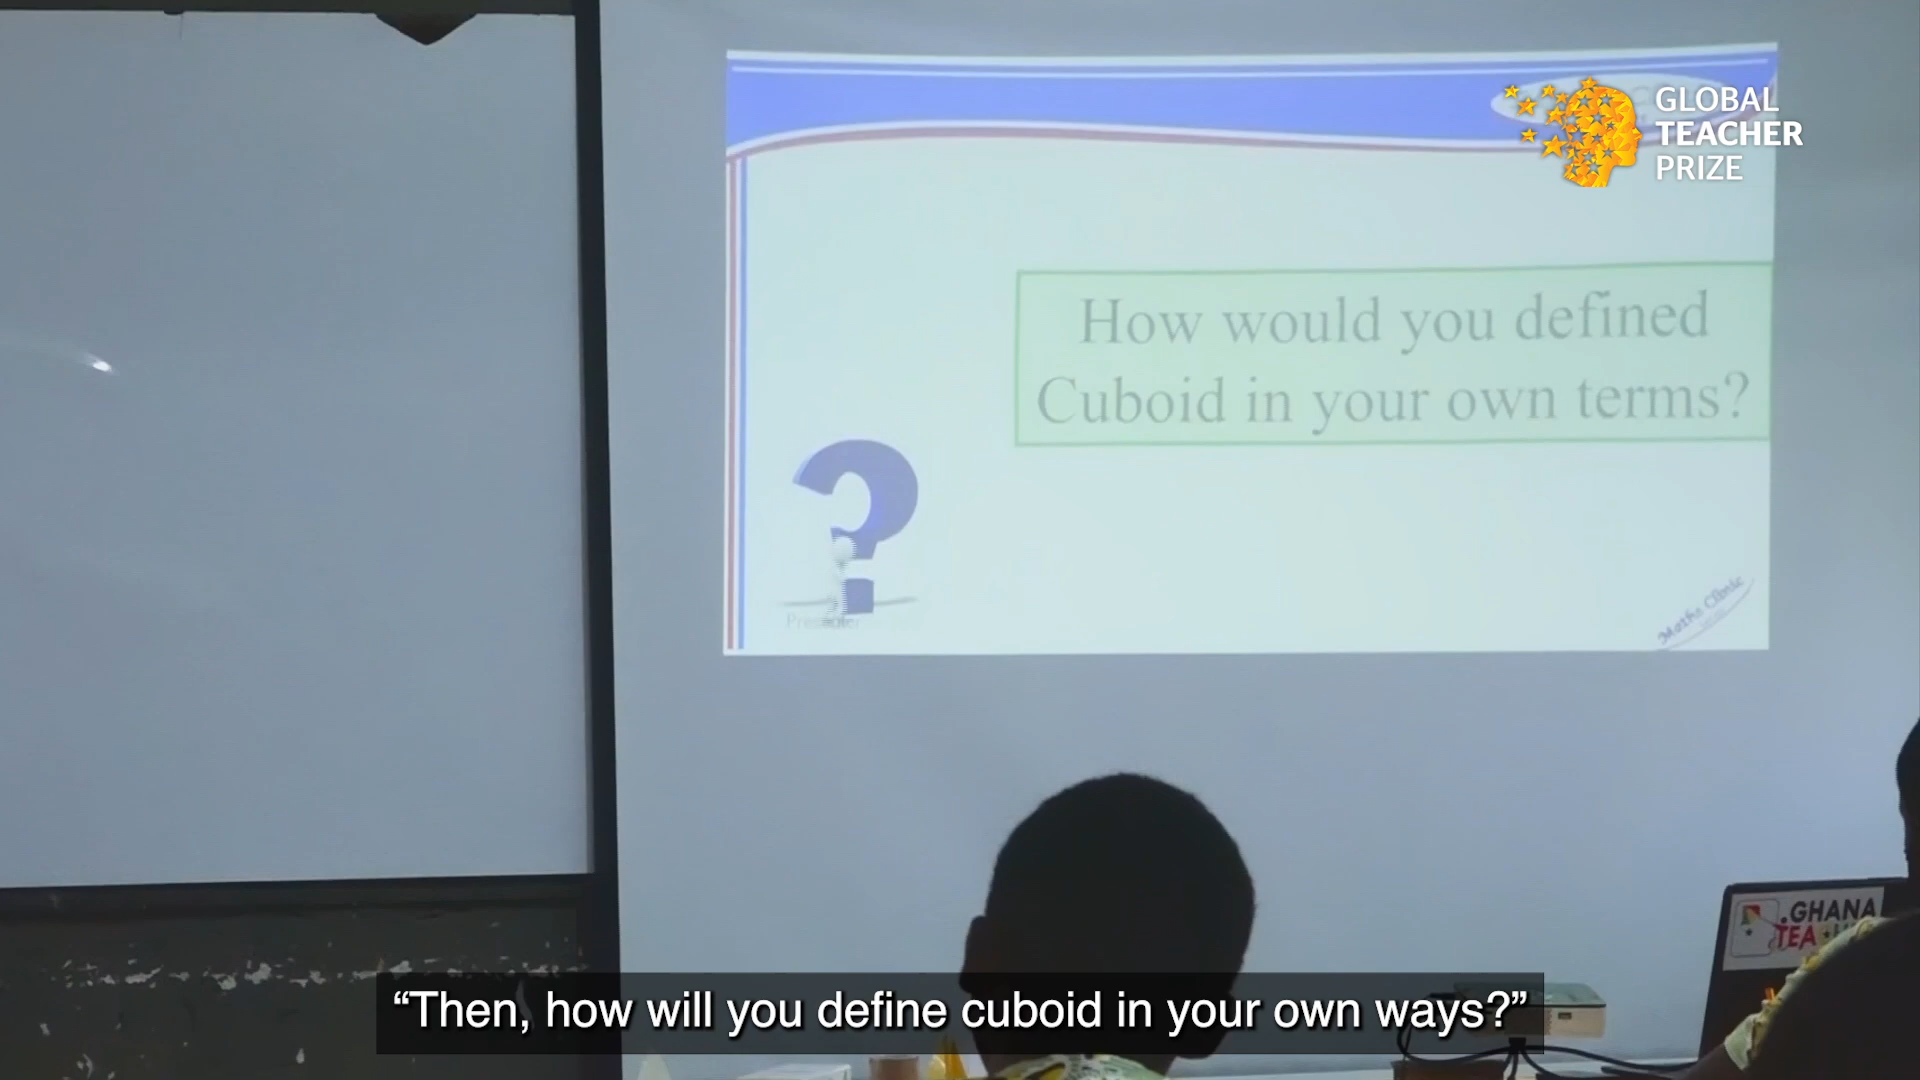 GLOBAL
TEACHER
PRIZE
How would you defined
Cuboid in your own terms?
Maths Clinic
.GHANA
“Then, how will you define cuboid in your own ways?”